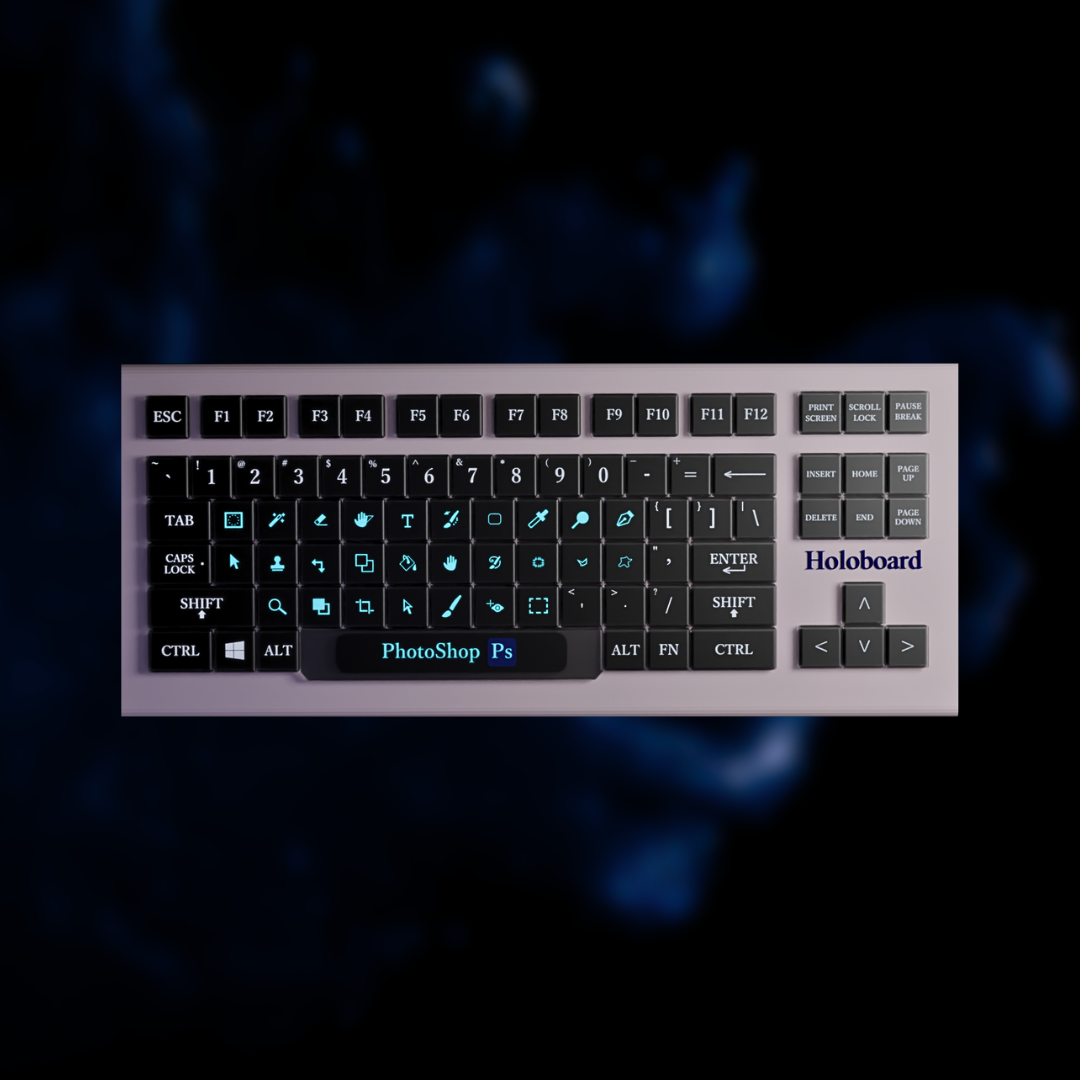 ESC F1 F2 F3 F4 F5 F6 F7 F8 F9 F10 F11 F12 PRINT SCREEN SCROLL LOCK PAUSE BREAK
~ ` ! 1 @ 2 # 3 $ 4 % 5 ^ 6 & 7 * 8 ( 9 ) 0 _ - + = INSERT HOME PAGE UP
TAB T { [ } ] | \ DELETE END PAGE DOWN
CAPS LOCK " , ENTER
Holoboard
SHIFT < , > . ? / SHIFT ^
CTRL ALT PhotoShop Ps ALT FN CTRL < V >